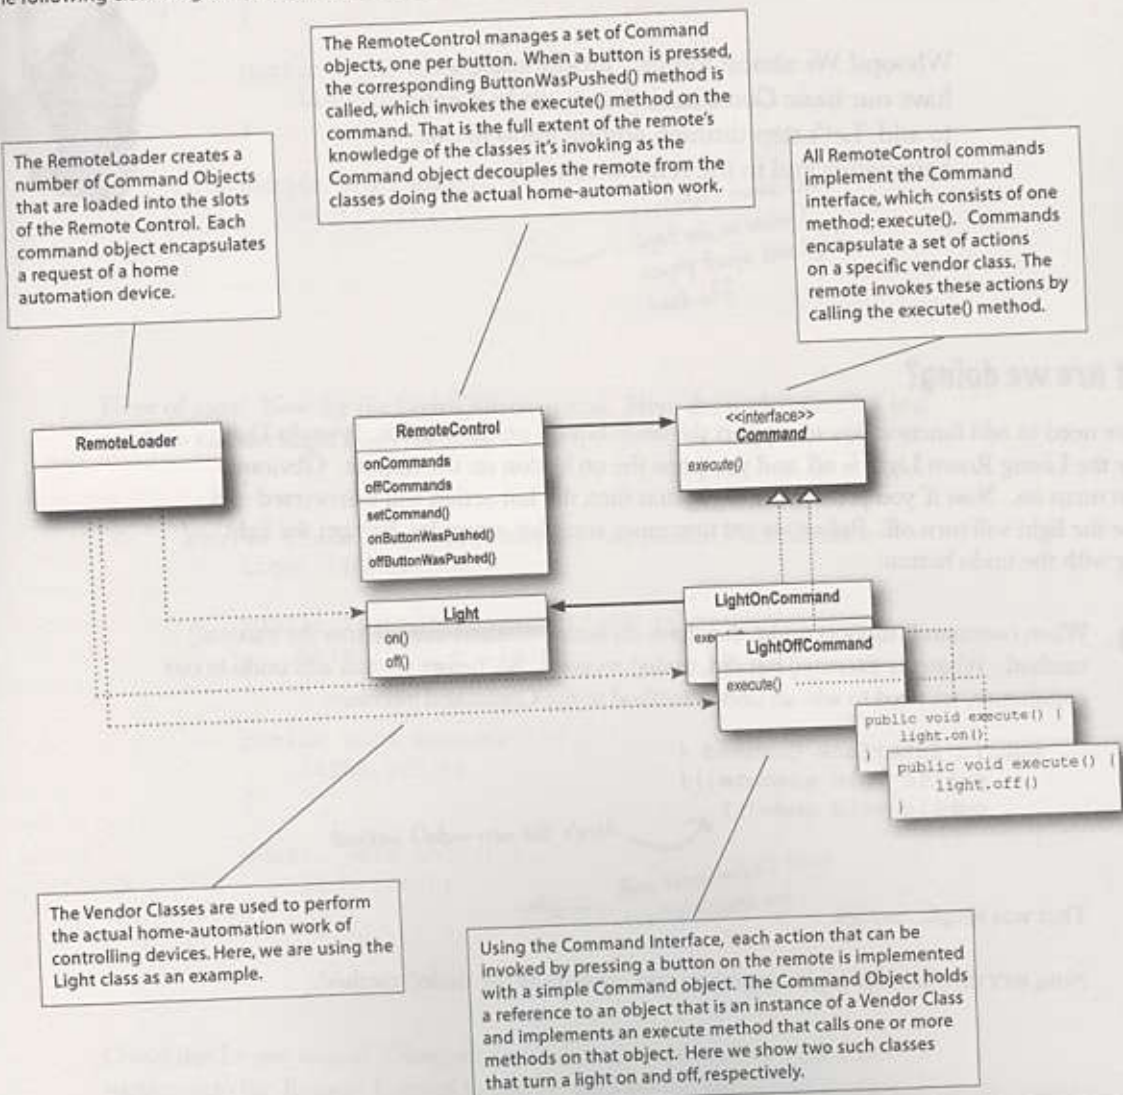 The RemoteControl manages a set of Command
objects, one per button. When a button is pressed,
the corresponding ButtonWasPushed() method is
called, which invokes the execute() method on the
command. That is the full extent of the remote's
knowledge of the classes it's invoking as the
Command object decouples the remote from the
classes doing the actual home-automation work.
The RemoteLoader creates a
number of Command Objects
that are loaded into the slots
of the Remote Control. Each
command object encapsulates
a request of a home
automation device.
All RemoteControl commands
implement the Command
interface, which consists of one
method: execute(). Commands
encapsulate a set of actions
on a specific vendor class. The
remote invokes these actions by
calling the execute() method.
RemoteLoader
RemoteControl
onCommands
offCommands
setCommand()
onButtonWasPushed()
offButtonWasPushed()
<<interface>>
Command
execute()
Light
on()
off()
LightOnCommand
LightOffCommand
execute()
public void execute() {
light.on();
}
public void execute() {
light.off()
}
The Vendor Classes are used to perform
the actual home-automation work of
controlling devices. Here, we are using the
Light class as an example.
Using the Command Interface, each action that can be
invoked by pressing a button on the remote is implemented
with a simple Command object. The Command Object holds
a reference to an object that is an instance of a Vendor Class
and implements an execute method that calls one or more
methods on that object. Here we show two such classes
that turn a light on and off, respectively.